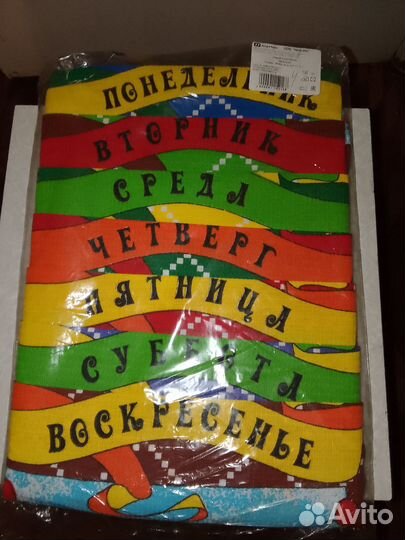 ПОНЕДЕЛЬНИК
ВТОРНИК
СРЕДА
ЧЕТВЕРГ
ПЯТНИЦА
СУББОТА
ВОСКРЕСЕНЬЕ
Avito